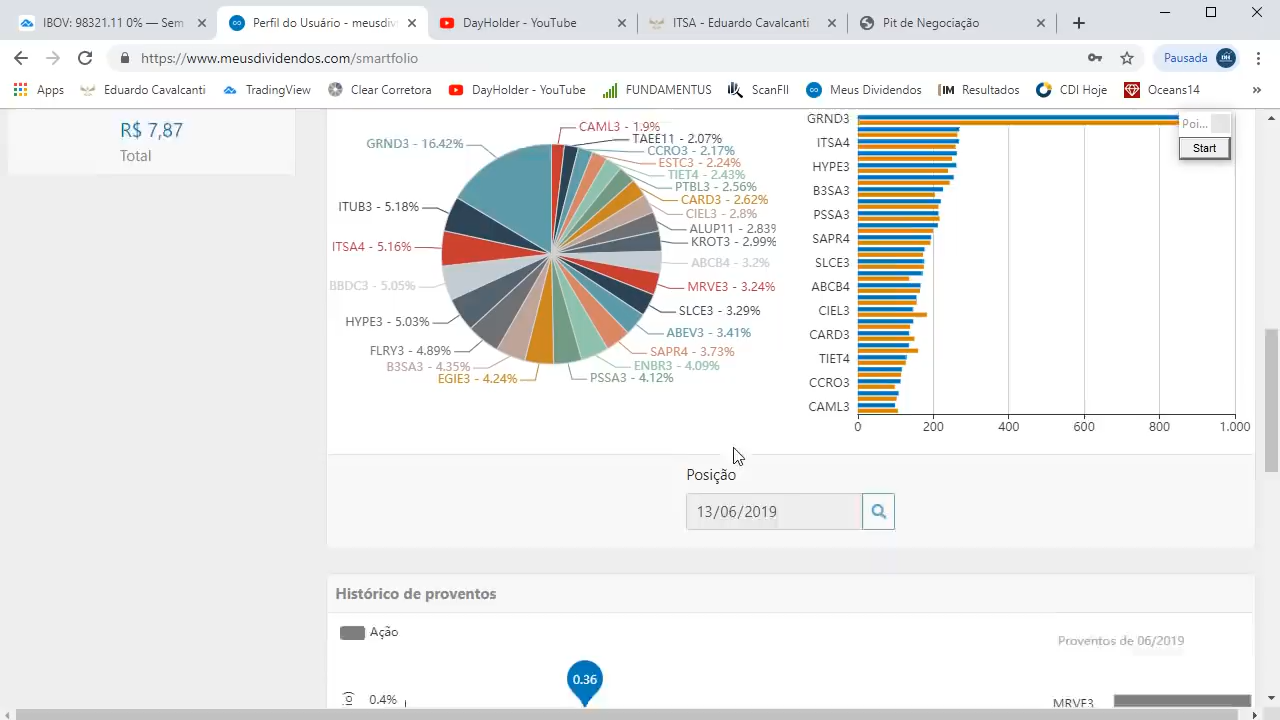 IBOV: 98321.11 0% — Sem
Perfil do Usuário - meusdivi
DayHolder - YouTube
ITSA - Eduardo Cavalcanti
Pit de Negociação
https://www.meusdividendos.com/smartfolio
Pausada
Apps
Eduardo Cavalcanti
TradingView
Clear Corretora
DayHolder - YouTube
FUNDAMENTUS
ScanFII
Meus Dividendos
IM Resultados
CDI Hoje
Oceans14
»
R$ 7,87
Total
CAML3 - 1.9%
TAEE11 - 2.07%
CCRO3 - 2.17%
ESTC3 - 2.24%
TIET4 - 2.43%
PTBL3 - 2.56%
CARD3 - 2.62%
CIEL3 - 2.8%
ALUP11 - 2.83%
KROT3 - 2.99%
ABCB4 - 3.2%
MRVE3 - 3.24%
SLCE3 - 3.29%
ABEV3 - 3.41%
SAPR4 - 3.73%
ENBR3 - 4.09%
PSSA3 - 4.12%
EGIE3 - 4.24%
B3SA3 - 4.35%
FLRY3 - 4.89%
HYPE3 - 5.03%
BBDC3 - 5.05%
ITSA4 - 5.16%
ITUB3 - 5.18%
GRND3 - 16.42%
GRND3
ITSA4
HYPE3
B3SA3
PSSA3
SAPR4
SLCE3
ABCB4
CIEL3
CARD3
TIET4
CCRO3
CAML3
0 200 400 600 800 1.000
Poi...
Start
Posição
13/06/2019
Histórico de proventos
Ação
Proventos de 06/2019
0.36
0.4%
MRVE3